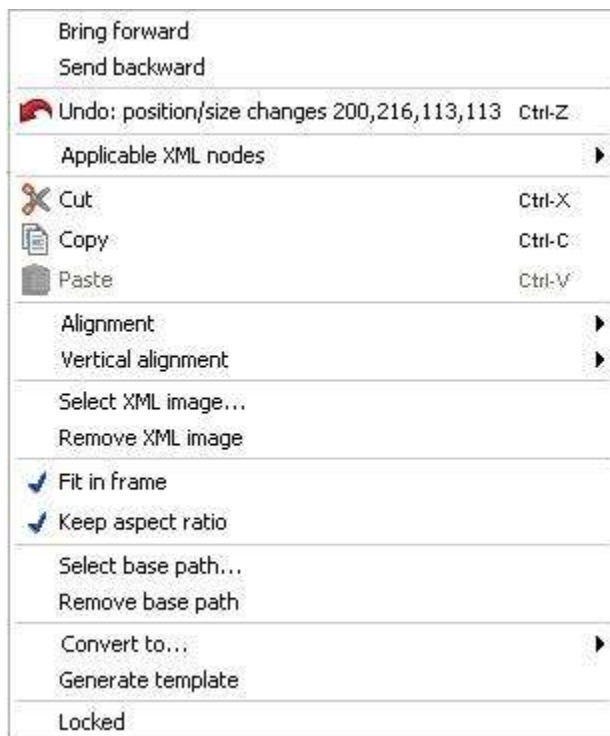 Bring forward
Send backward
Undo: position/size changes 200,216,113,113 Ctrl-Z
Applicable XML nodes
Cut Ctrl-X
Copy Ctrl-C
Paste Ctrl-V
Alignment
Vertical alignment
Select XML image...
Remove XML image
Fit in frame
Keep aspect ratio
Select base path...
Remove base path
Convert to...
Generate template
Locked